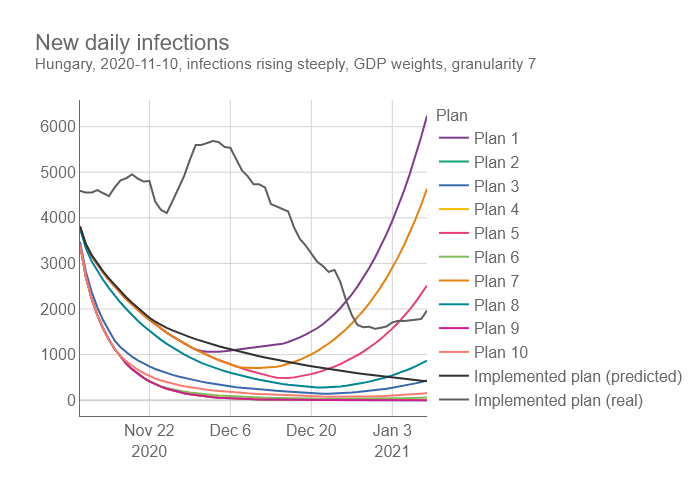 New daily infections
Hungary, 2020-11-10, infections rising steeply, GDP weights, granularity 7
6000
5000
4000
3000
2000
1000
0
Nov 22
2020
Dec 6
Dec 20
Jan 3
2021
Plan
Plan 1
Plan 2
Plan 3
Plan 4
Plan 5
Plan 6
Plan 7
Plan 8
Plan 9
Plan 10
Implemented plan (predicted)
Implemented plan (real)